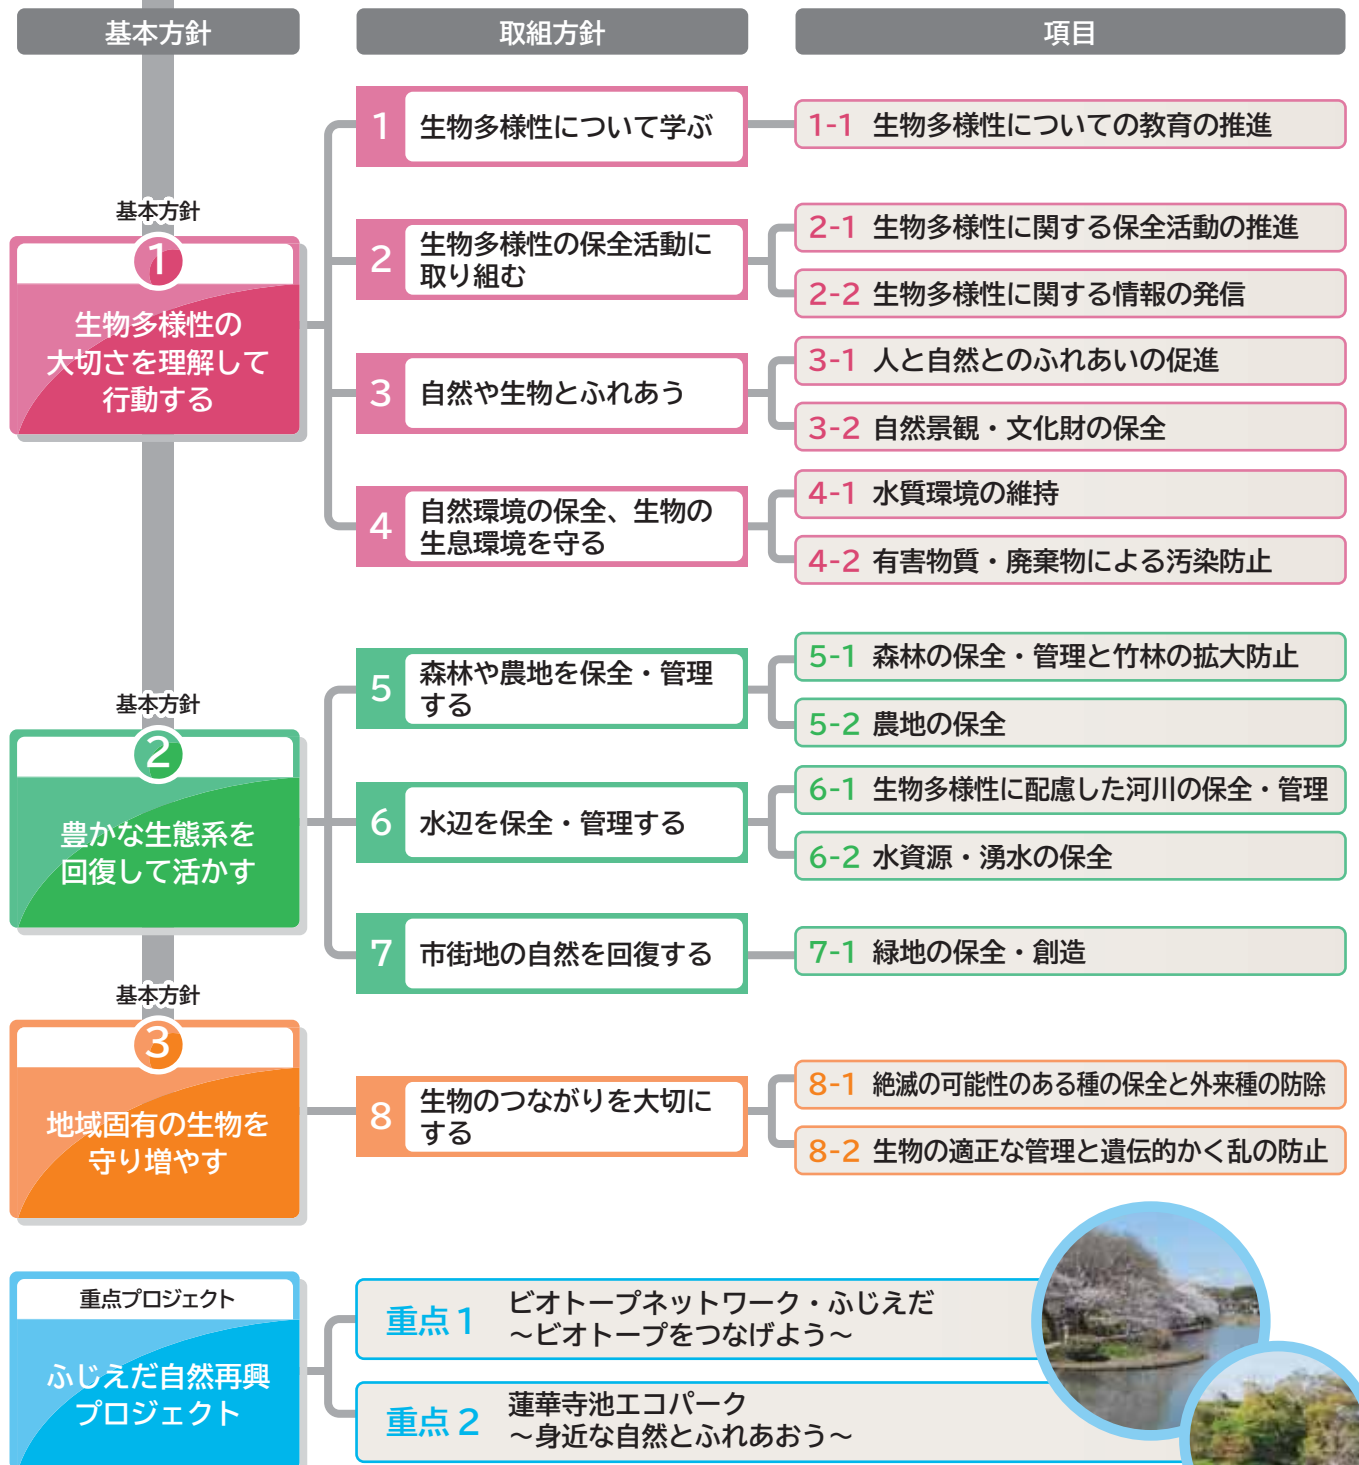 基本方針
取組方針
項目
基本方針
1
生物多様性の
大切さを理解して
行動する
1 生物多様性について学ぶ
1-1 生物多様性についての教育の推進
2 生物多様性の保全活動に
取り組む
2-1 生物多様性に関する保全活動の推進
2-2 生物多様性に関する情報の発信
3 自然や生物とふれあう
3-1 人と自然とのふれあいの促進
3-2 自然景観・文化財の保全
4 自然環境の保全、生物の
生息環境を守る
4-1 水質環境の維持
4-2 有害物質・廃棄物による汚染防止
基本方針
2
豊かな生態系を
回復して活かす
5 森林や農地を保全・管理
する
5-1 森林の保全・管理と竹林の拡大防止
5-2 農地の保全
6 水辺を保全・管理する
6-1 生物多様性に配慮した河川の保全・管理
6-2 水資源・湧水の保全
7 市街地の自然を回復する
7-1 緑地の保全・創造
基本方針
3
地域固有の生物を
守り増やす
8 生物のつながりを大切に
する
8-1 絶滅の可能性のある種の保全と外来種の防除
8-2 生物の適正な管理と遺伝的かく乱の防止
重点プロジェクト
ふじえだ自然再興
プロジェクト
重点1 ビオトープネットワーク・ふじえだ
～ビオトープをつなげよう～
重点2 蓮華寺池エコパーク
～身近な自然とふれあおう～